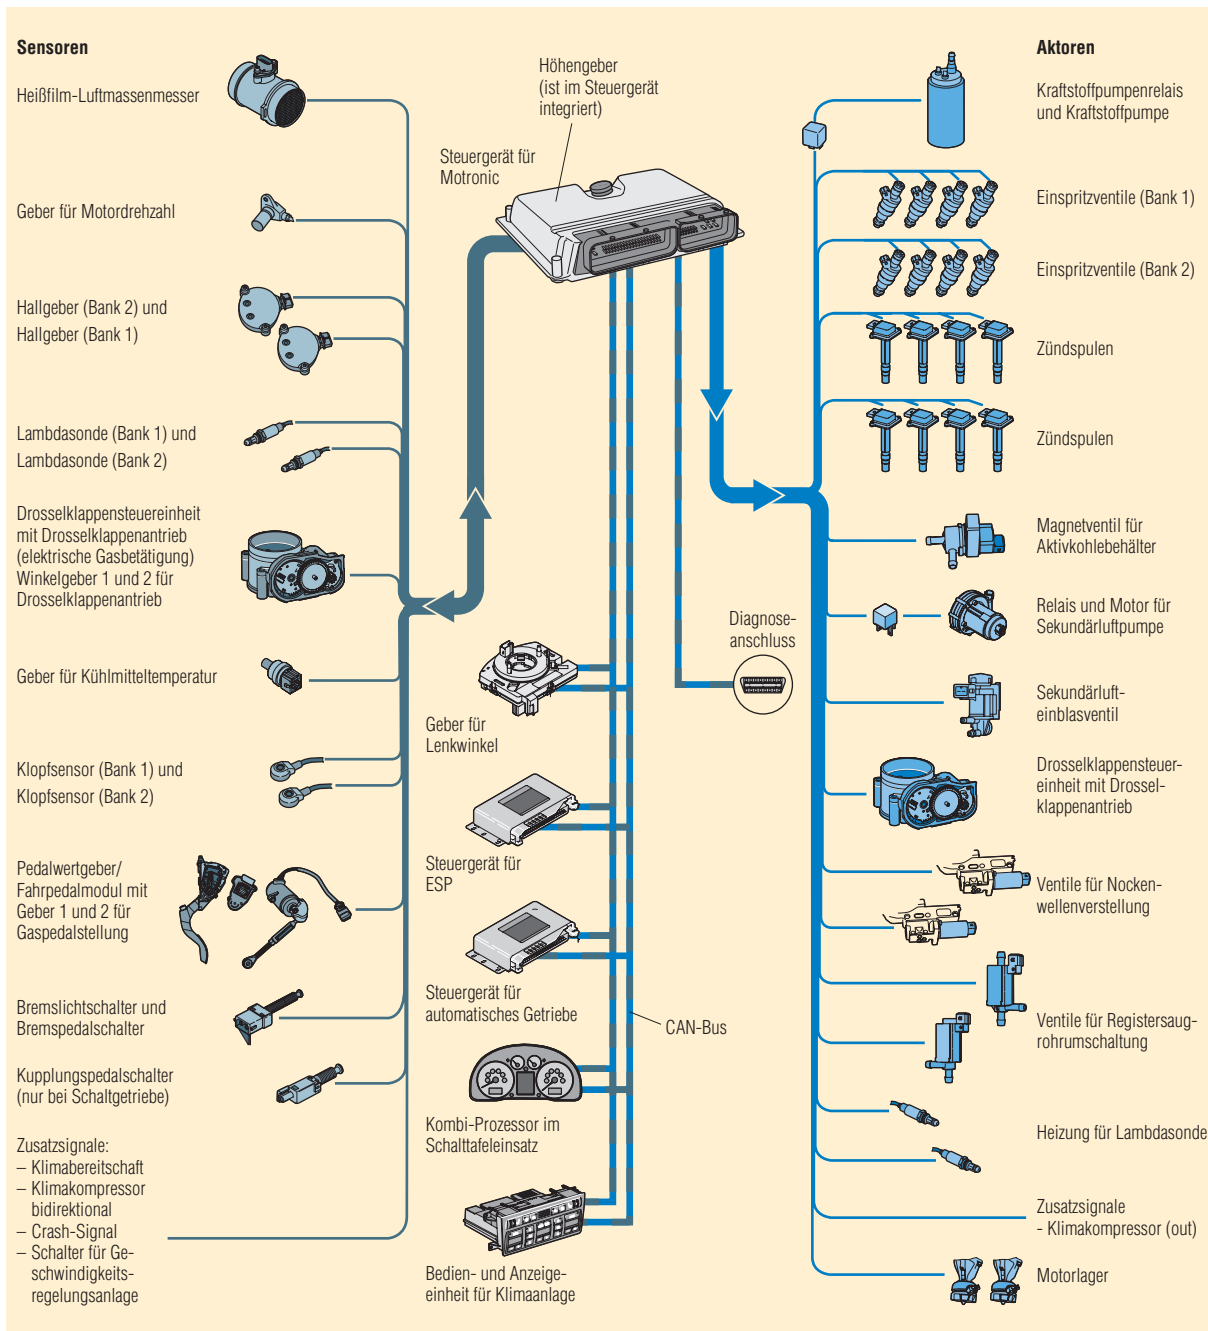 Sensoren
Heißfilm-Luftmassenmesser
Geber für Motordrehzahl
Hallgeber (Bank 2) und
Hallgeber (Bank 1)
Lambdasonde (Bank 1) und
Lambdasonde (Bank 2)
Drosselklappensteuereinheit
mit Drosselklappenantrieb
(elektrische Gasbetätigung)
Winkelgeber 1 und 2 für
Drosselklappenantrieb
Geber für Kühlmitteltemperatur
Klopfsensor (Bank 1) und
Klopfsensor (Bank 2)
Pedalwertgeber/
Fahrpedalmodul mit
Geber 1 und 2 für
Gaspedalstellung
Bremslichtschalter und
Bremspedalschalter
Kupplungspedalschalter
(nur bei Schaltgetriebe)
Zusatzsignale:
– Klimabereitschaft
– Klimakompressor
bidirektional
– Crash-Signal
– Schalter für Ge-
schwindigkeits-
regelungsanlage
Höhengeber
(ist im Steuergerät
integriert)
Steuergerät für
Motronic
Diagnose-
anschluss
Geber für
Lenkwinkel
Steuergerät für
ESP
Steuergerät für
automatisches Getriebe
CAN-Bus
Kombi-Prozessor im
Schalttafeleinsatz
Bedien- und Anzeige-
einheit für Klimaanlage
Aktoren
Kraftstoffpumpenrelais
und Kraftstoffpumpe
Einspritzventile (Bank 1)
Einspritzventile (Bank 2)
Zündspulen
Zündspulen
Magnetventil für
Aktivkohlebehälter
Relais und Motor für
Sekundärluftpumpe
Sekundärluft-
einblasventil
Drosselklappensteuer-
einheit mit Drossel-
klappenantrieb
Ventile für Nocken-
wellenverstellung
Ventile für Registersaug-
rohrumschaltung
Heizung für Lambdasonde
Zusatzsignale
- Klimakompressor (out)
Motorlager